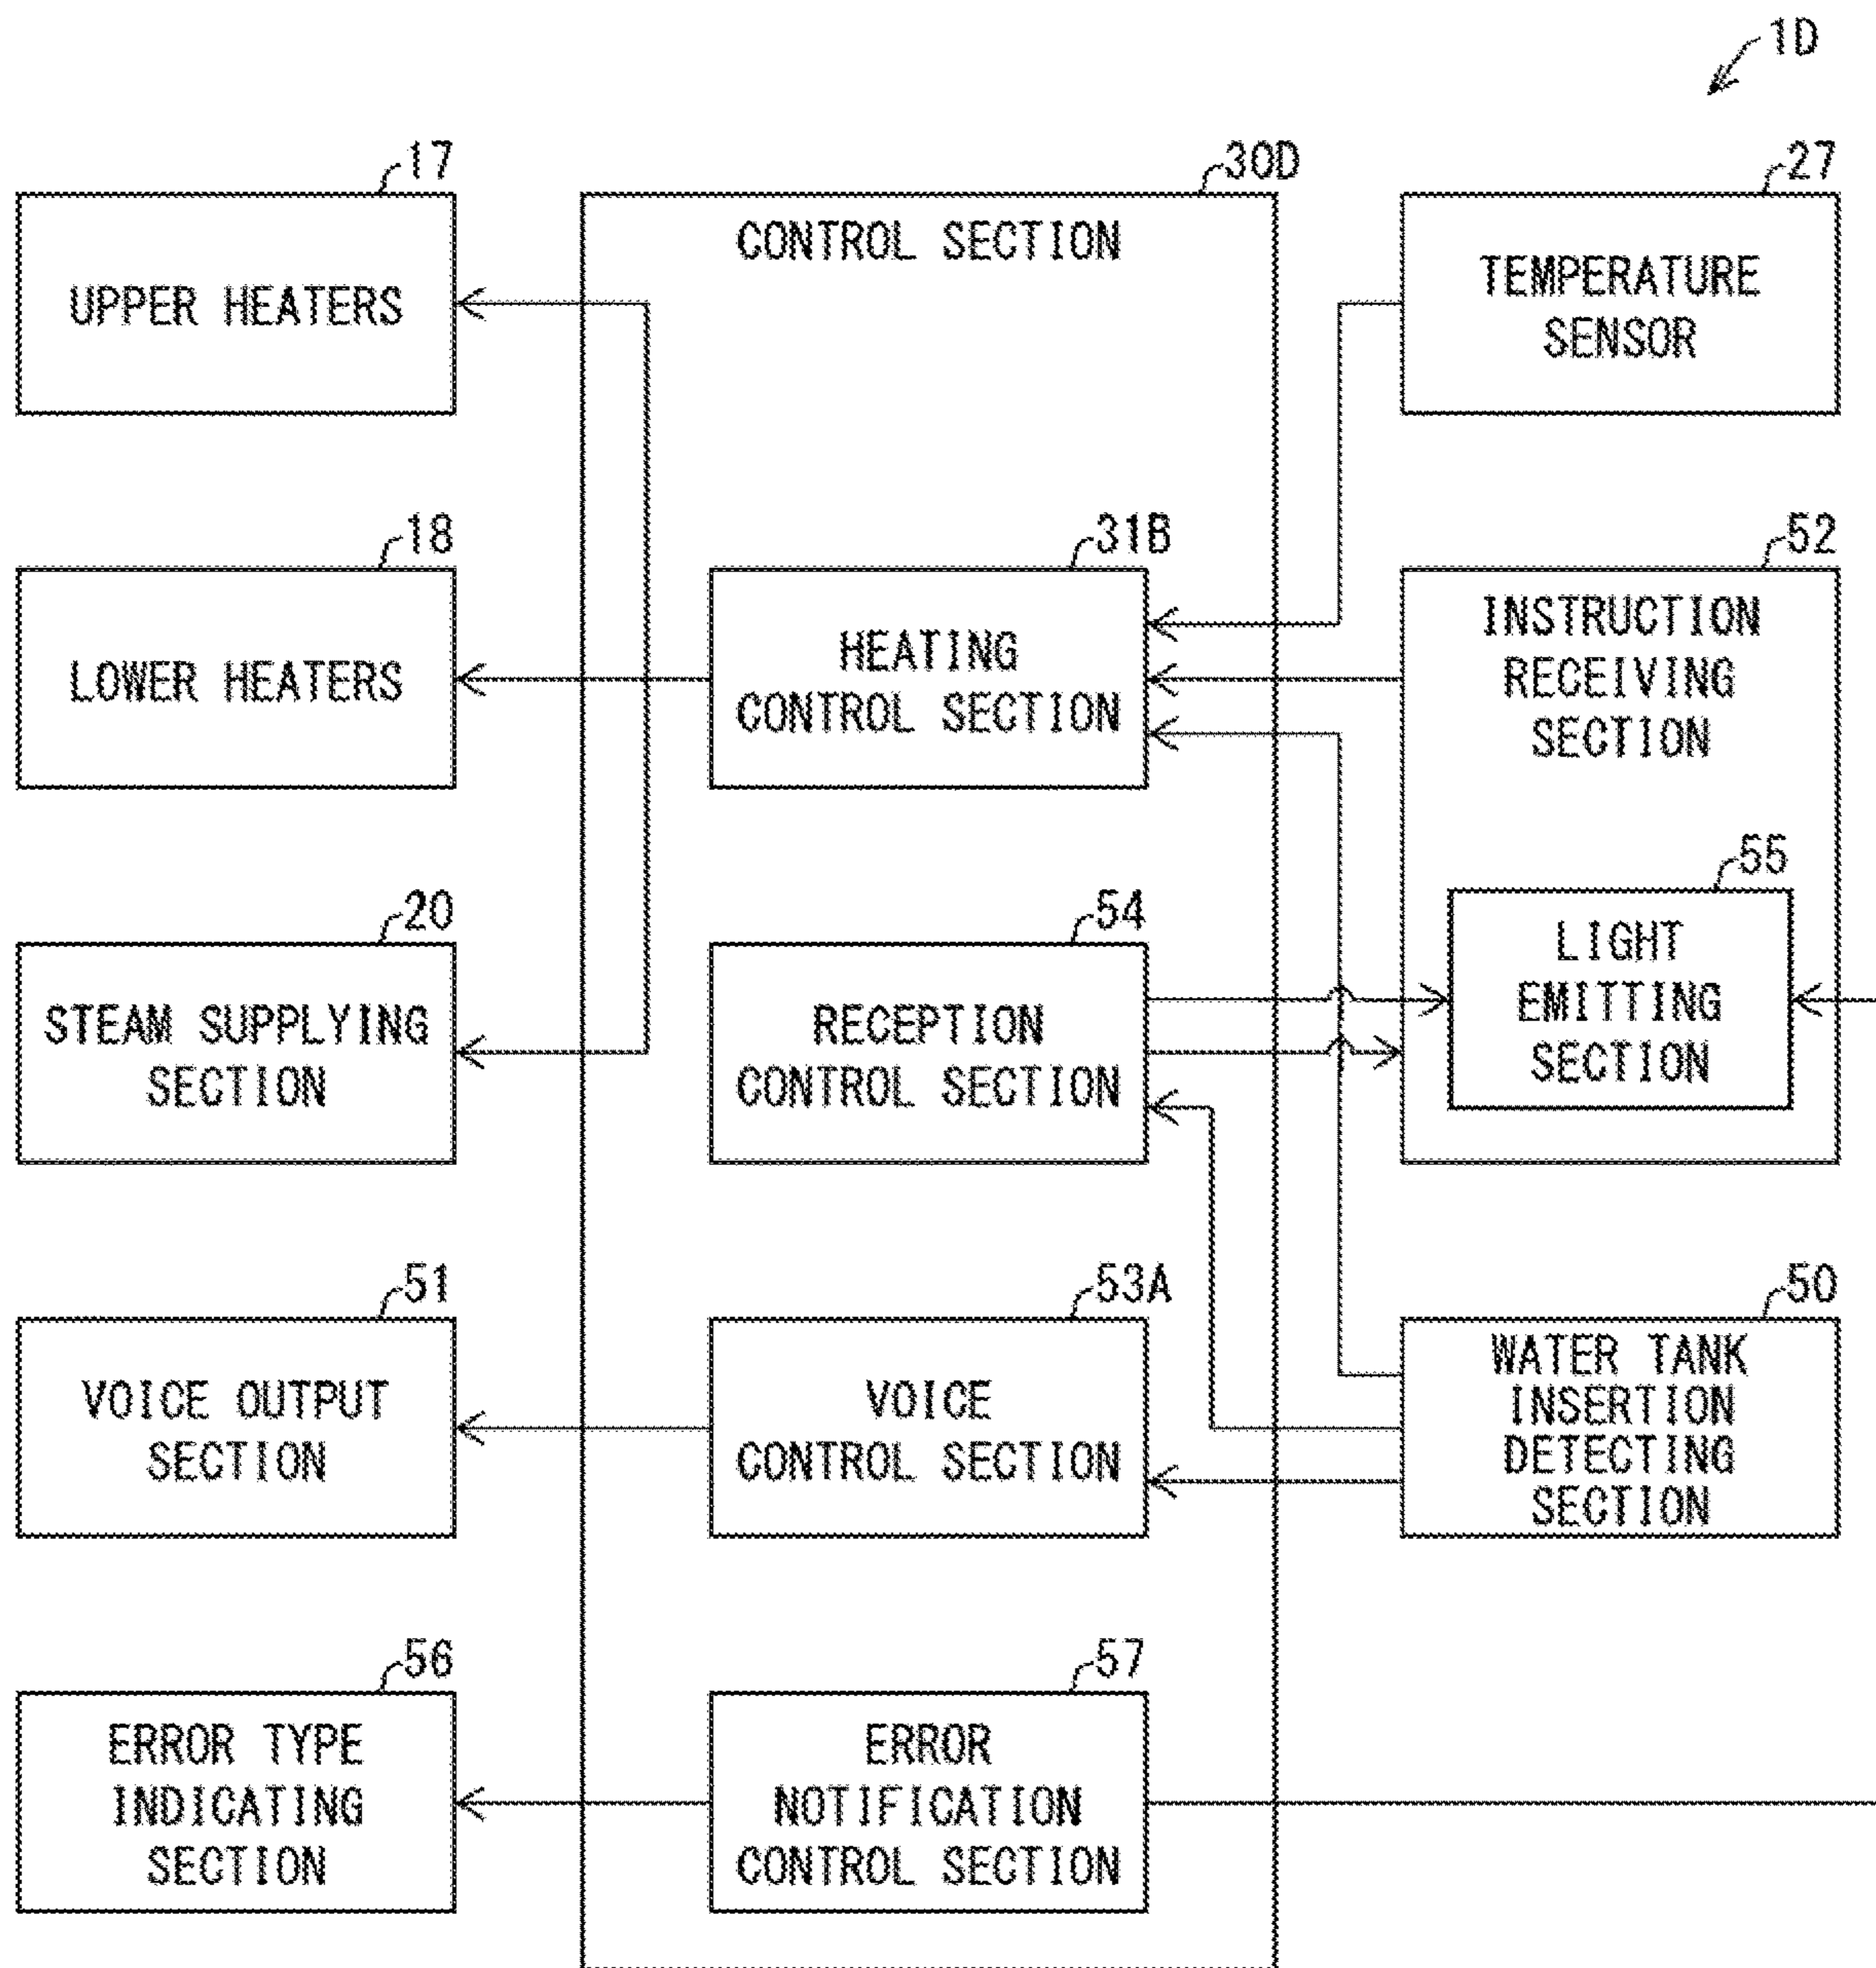 1D
17
30D
27
UPPER HEATERS
CONTROL SECTION
TEMPERATURE
SENSOR
18
31B
52
LOWER HEATERS
HEATING
CONTROL SECTION
INSTRUCTION
RECEIVING
SECTION
20
54
55
STEAM SUPPLYING
SECTION
RECEPTION
CONTROL SECTION
LIGHT
EMITTING
SECTION
51
53A
50
VOICE OUTPUT
SECTION
VOICE
CONTROL SECTION
WATER TANK
INSERTION
DETECTING
SECTION
56
57
ERROR TYPE
INDICATING
SECTION
ERROR
NOTIFICATION
CONTROL SECTION